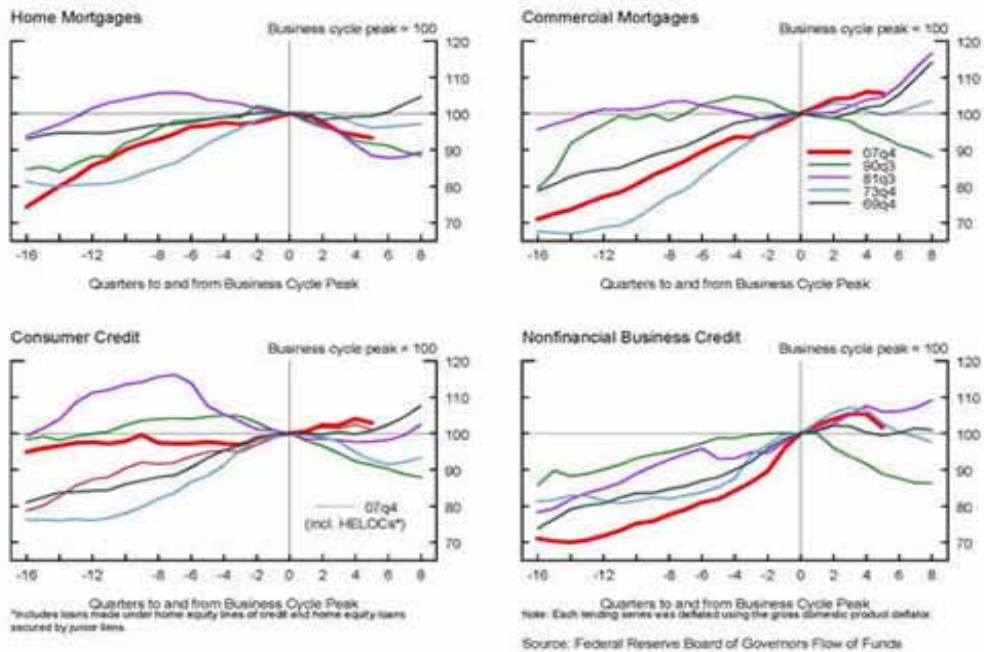 Home Mortgages
Business cycle peak = 100
120
110
100
90
80
70
-16 -12 -8 -6 -4 -2 0 2 4 6 8
Quarters to and from Business Cycle Peak
Commercial Mortgages
Business cycle peak = 100
120
110
100
90
80
70
07q4
90q3
81q3
73q4
69q4
-16 -12 -8 -6 -4 -2 0 2 4 6 8
Quarters to and from Business Cycle Peak
Consumer Credit
Business cycle peak = 100
120
110
100
90
80
70
07q4
(incl. HELOCs*)
-16 -12 -8 -6 -4 -2 0 2 4 6 8
Quarters to and from Business Cycle Peak
*Includes loans made under home equity lines of credit and home equity loans
secured by junior liens.
Nonfinancial Business Credit
Business cycle peak = 100
120
110
100
90
80
70
-16 -12 -8 -6 -4 -2 0 2 4 6 8
Quarters to and from Business Cycle Peak
Note: Each lending series was deflated using the gross domestic product deflator.
Source: Federal Reserve Board of Governors Flow of Funds